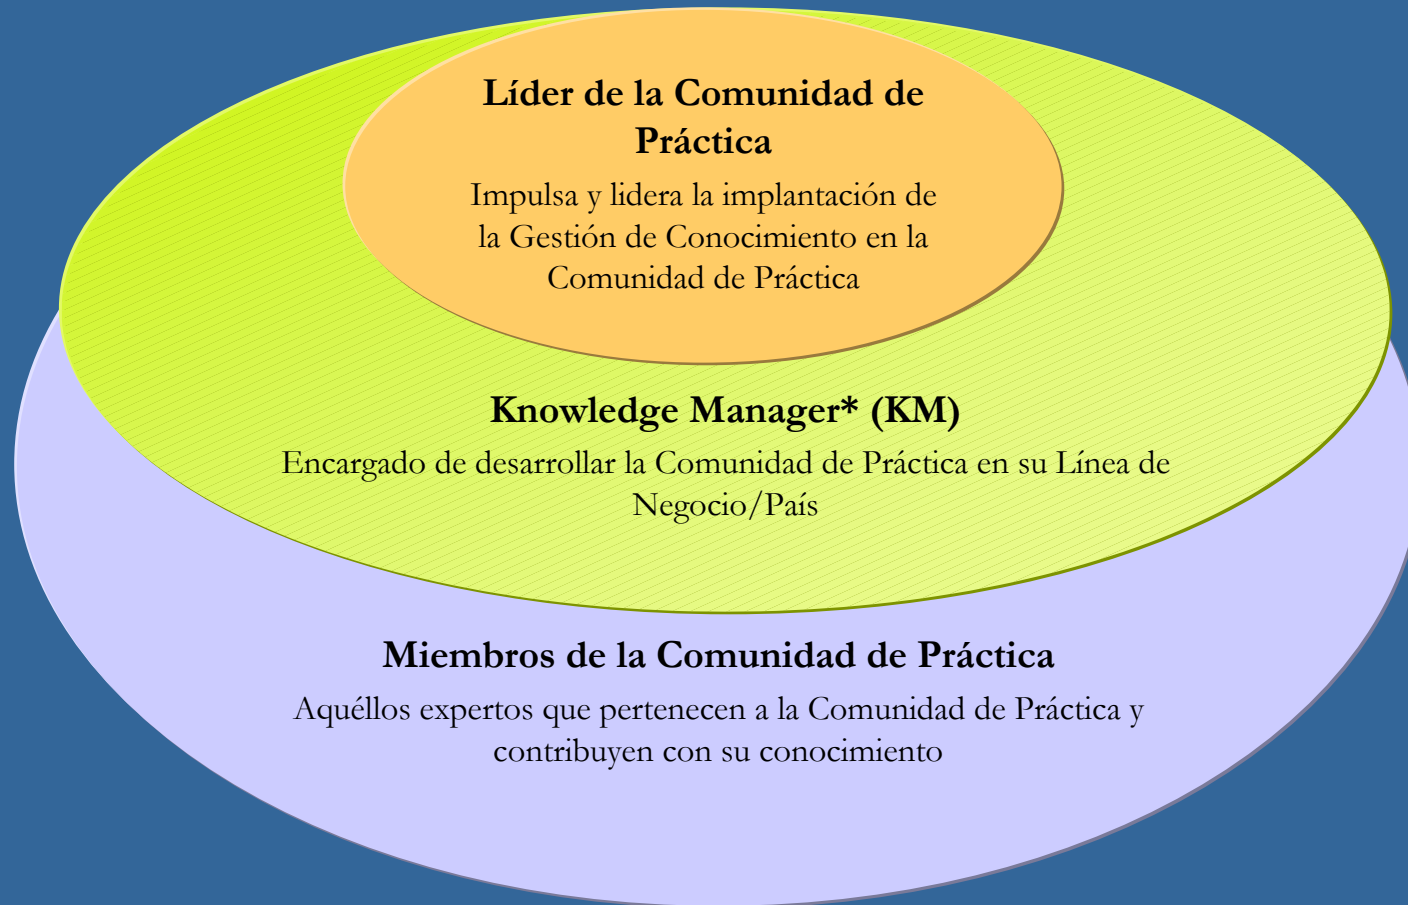 Líder de la Comunidad de
Práctica
Impulsa y lidera la implantación de
la Gestión de Conocimiento en la
Comunidad de Práctica
Knowledge Manager* (KM)
Encargado de desarrollar la Comunidad de Práctica en su Línea de
Negocio/País
Miembros de la Comunidad de Práctica
Aquéllos expertos que pertenecen a la Comunidad de Práctica y
contribuyen con su conocimiento